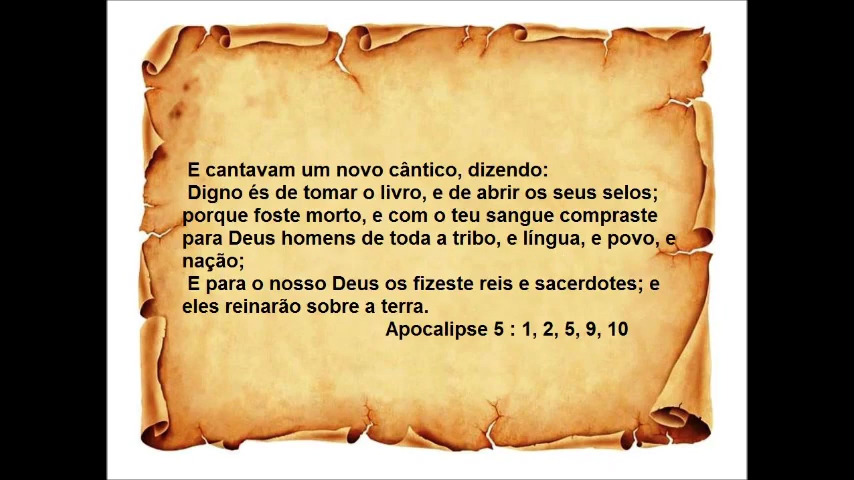 E cantavam um novo cântico, dizendo:
Digno és de tomar o livro, e de abrir os seus selos;
porque foste morto, e com o teu sangue compraste
para Deus homens de toda a tribo, e língua, e povo, e
nação;
E para o nosso Deus os fizeste reis e sacerdotes; e
eles reinarão sobre a terra.
Apocalipse 5 : 1, 2, 5, 9, 10